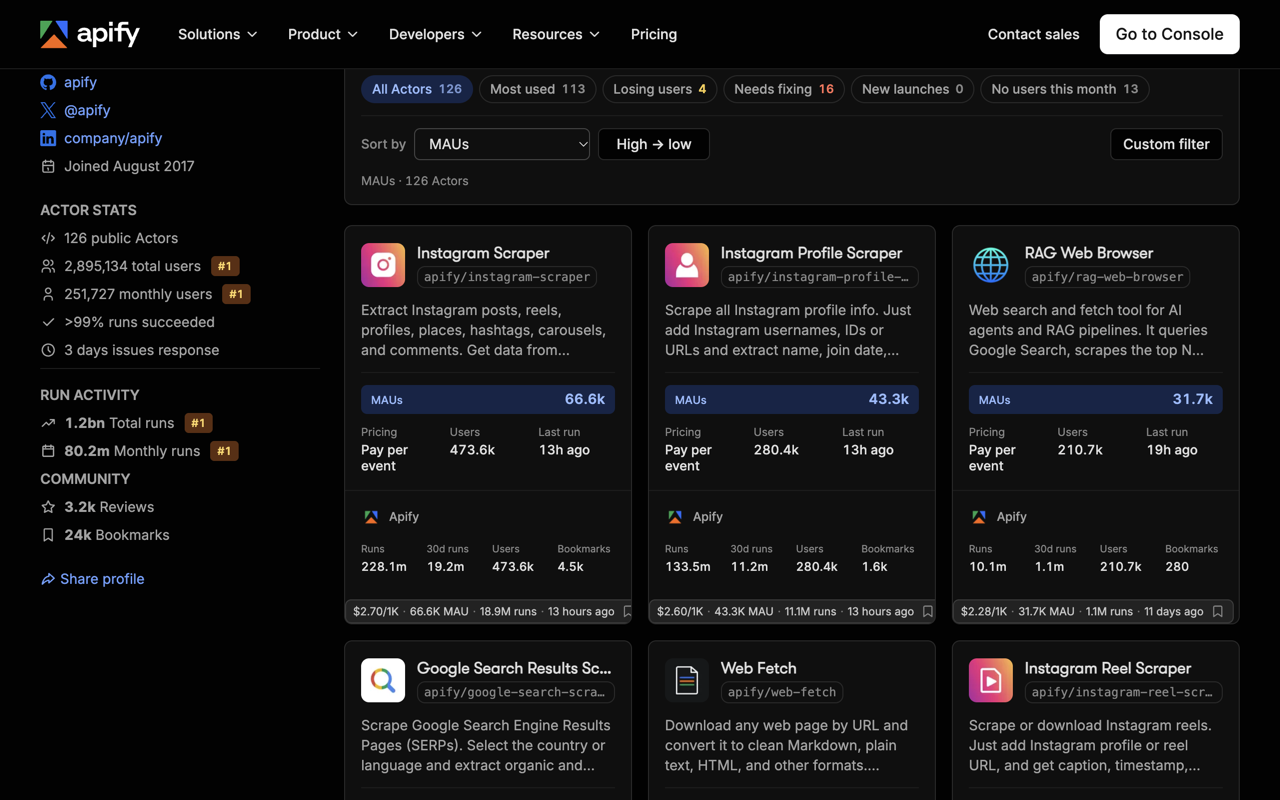 apify
Solutions
Product
Developers
Resources
Pricing
Contact sales
Go to Console
apify
@apify
company/apify
Joined August 2017
ACTOR STATS
126 public Actors
2,895,134 total users #1
251,727 monthly users #1
>99% runs succeeded
3 days issues response
RUN ACTIVITY
1.2bn Total runs #1
80.2m Monthly runs #1
COMMUNITY
3.2k Reviews
24k Bookmarks
Share profile
All Actors 126
Most used 113
Losing users 4
Needs fixing 16
New launches 0
No users this month 13
Sort by
MAUs
High → low
Custom filter
MAUs · 126 Actors
Instagram Scraper
apify/instagram-scraper
Extract Instagram posts, reels,
profiles, places, hashtags, carousels,
and comments. Get data from...
MAUs 66.6k
Pricing Users Last run
Pay per event 473.6k 13h ago
Apify
Runs 30d runs Users Bookmarks
228.1m 19.2m 473.6k 4.5k
$2.70/1K · 66.6K MAU · 18.9M runs · 13 hours ago
Instagram Profile Scraper
apify/instagram-profile-…
Scrape all Instagram profile info. Just
add Instagram usernames, IDs or
URLs and extract name, join date,...
MAUs 43.3k
Pricing Users Last run
Pay per event 280.4k 13h ago
Apify
Runs 30d runs Users Bookmarks
133.5m 11.2m 280.4k 1.6k
$2.60/1K · 43.3K MAU · 11.1M runs · 13 hours ago
RAG Web Browser
apify/rag-web-browser
Web search and fetch tool for AI
agents and RAG pipelines. It queries
Google Search, scrapes the top N...
MAUs 31.7k
Pricing Users Last run
Pay per event 210.7k 19h ago
Apify
Runs 30d runs Users Bookmarks
10.1m 1.1m 210.7k 280
$2.28/1K · 31.7K MAU · 1.1M runs · 11 days ago
Google Search Results Sc...
apify/google-search-scra…
Scrape Google Search Engine Results
Pages (SERPs). Select the country or
language and extract organic and...
Web Fetch
apify/web-fetch
Download any web page by URL and
convert it to clean Markdown, plain
text, HTML, and other formats....
Instagram Reel Scraper
apify/instagram-reel-scr…
Scrape or download Instagram reels.
Just add Instagram profile or reel
URL, and get caption, timestamp,...